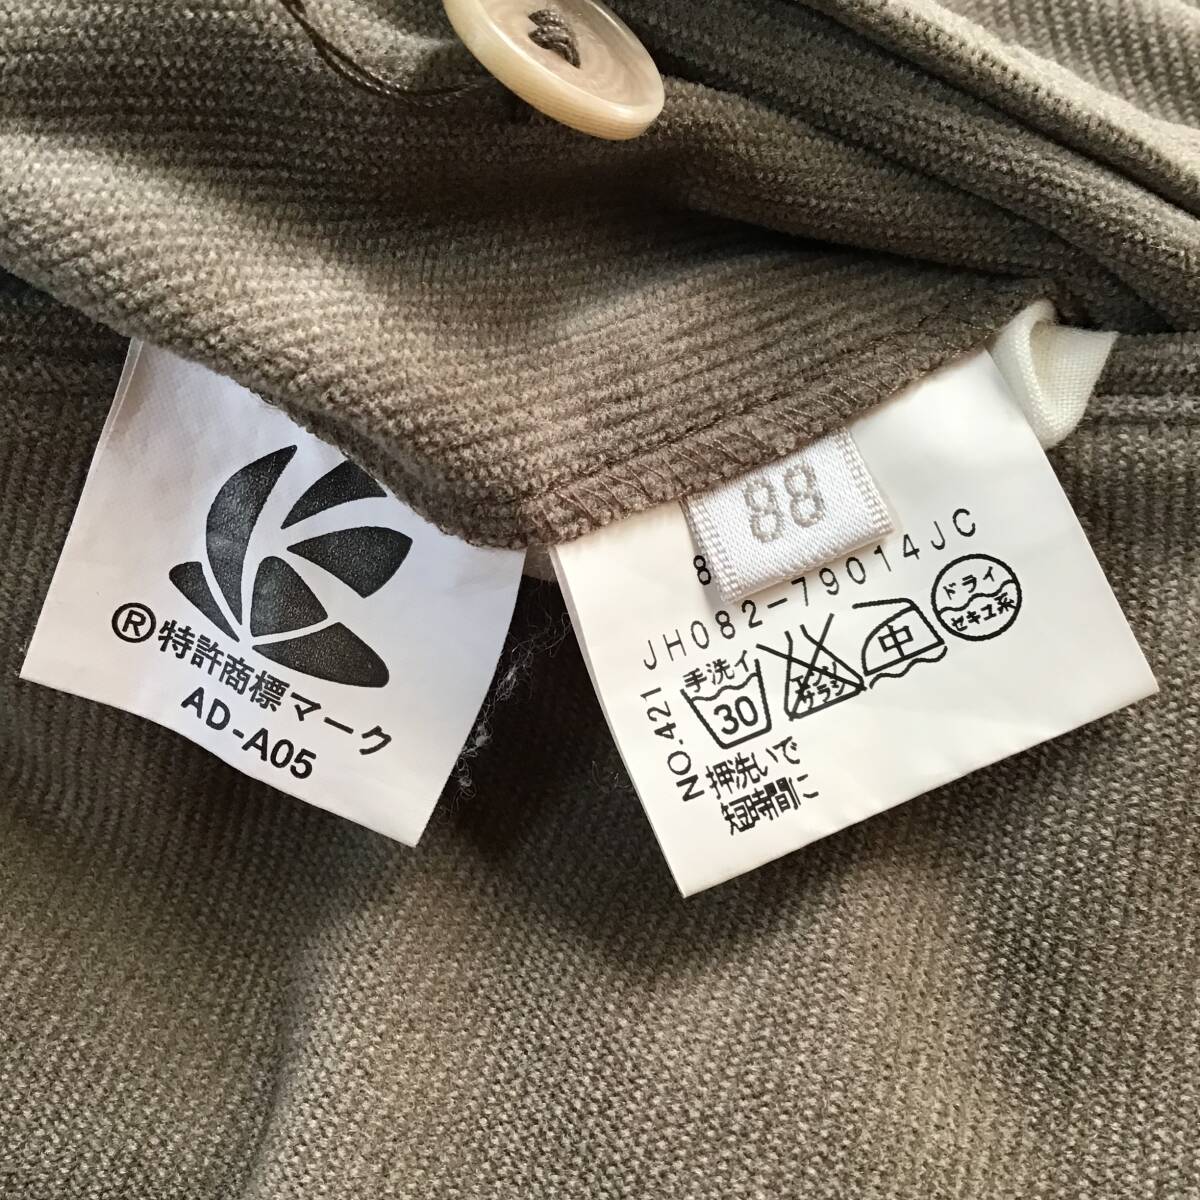 ® 特許商標マーク
AD-A05
88
8
JH082-79014JC
NO.421
手洗イ
30
エンソ
サラシ
中
ドライ
セキユ系
押洗いで
短時間に